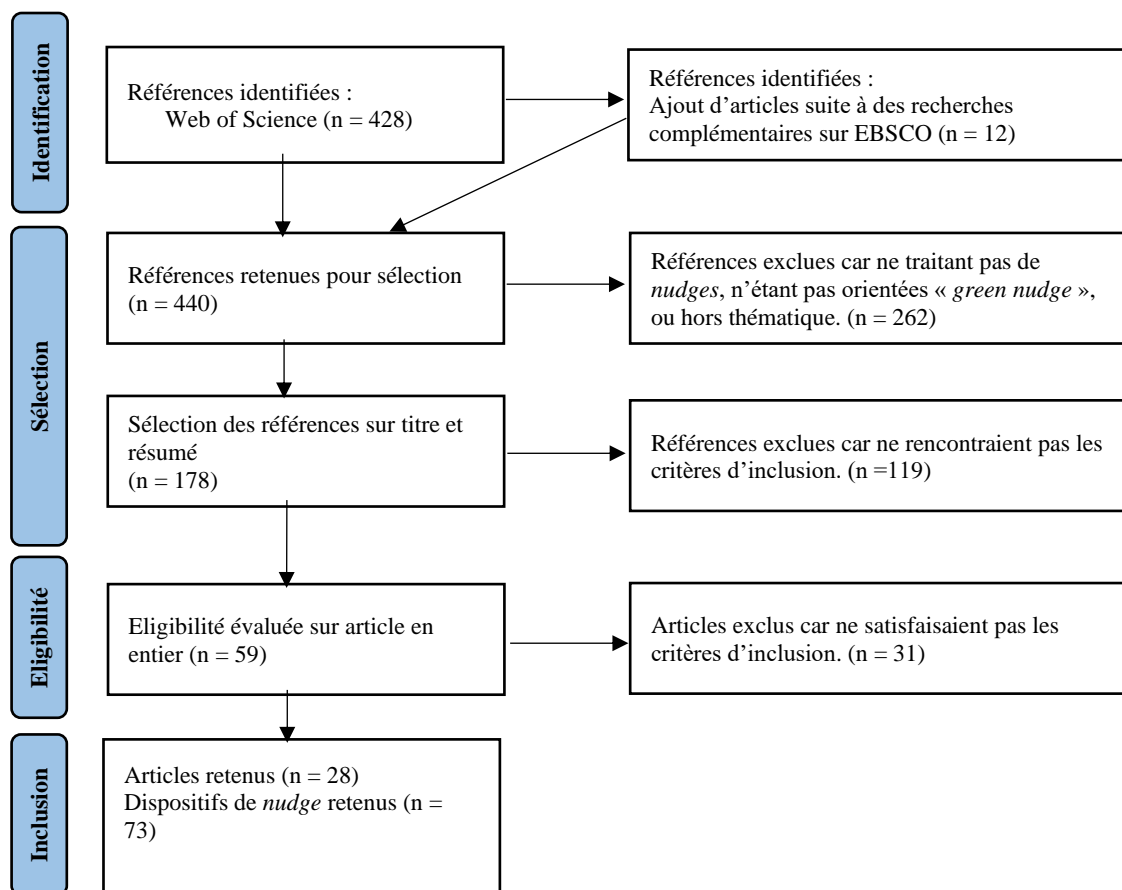 Identification
Références identifiées :
Web of Science (n = 428)
Références identifiées :
Ajout d’articles suite à des recherches
complémentaires sur EBSCO (n = 12)
Sélection
Références retenues pour sélection
(n = 440)
Références exclues car ne traitant pas de
nudges, n’étant pas orientées « green nudge »,
ou hors thématique. (n = 262)
Sélection des références sur titre et
résumé
(n = 178)
Références exclues car ne rencontraient pas les
critères d’inclusion. (n =119)
Eligibilité
Eligibilité évaluée sur article en
entier (n = 59)
Articles exclus car ne satisfaisaient pas les
critères d’inclusion. (n = 31)
Inclusion
Articles retenus (n = 28)
Dispositifs de nudge retenus (n =
73)